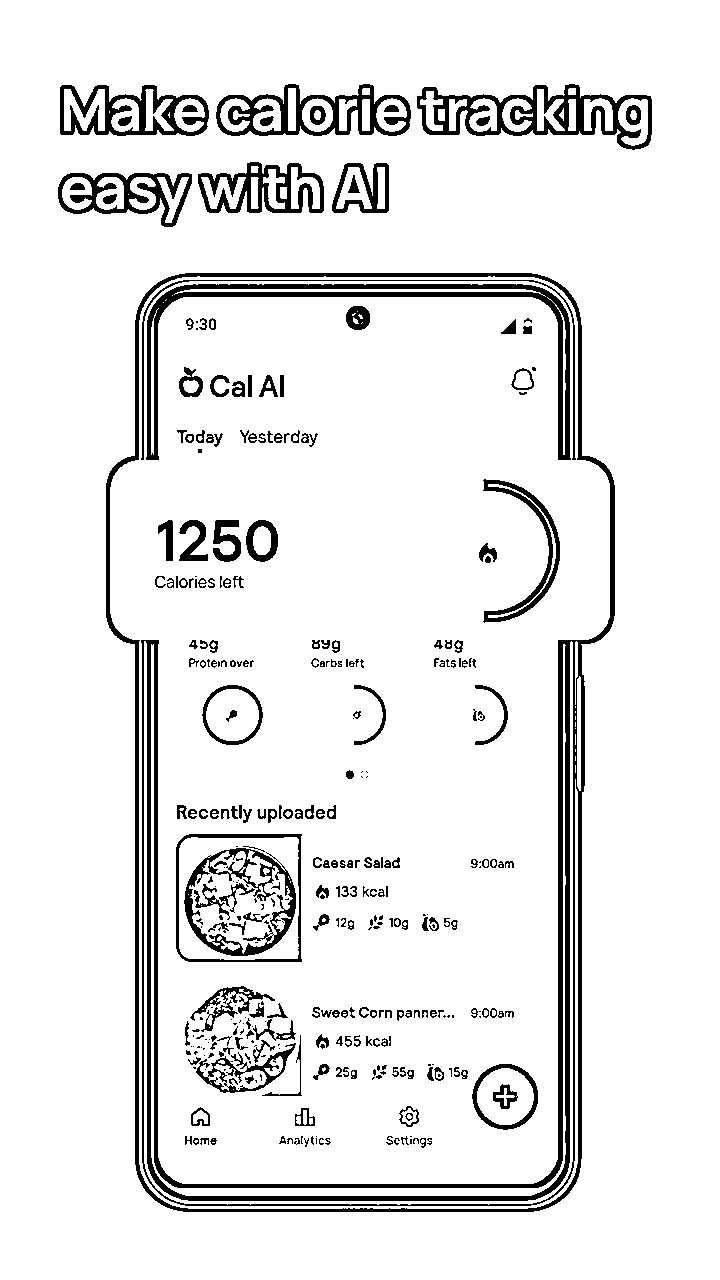 Make calorie tracking
easy with AI
9:30
Cal AI
Today Yesterday
1250
Calories left
45g 89g 48g
Protein over Carbs left Fats left
Recently uploaded
Caesar Salad 9:00am
133 kcal
12g 10g 5g
Sweet Corn panner... 9:00am
455 kcal
25g 55g 15g
Home Analytics Settings